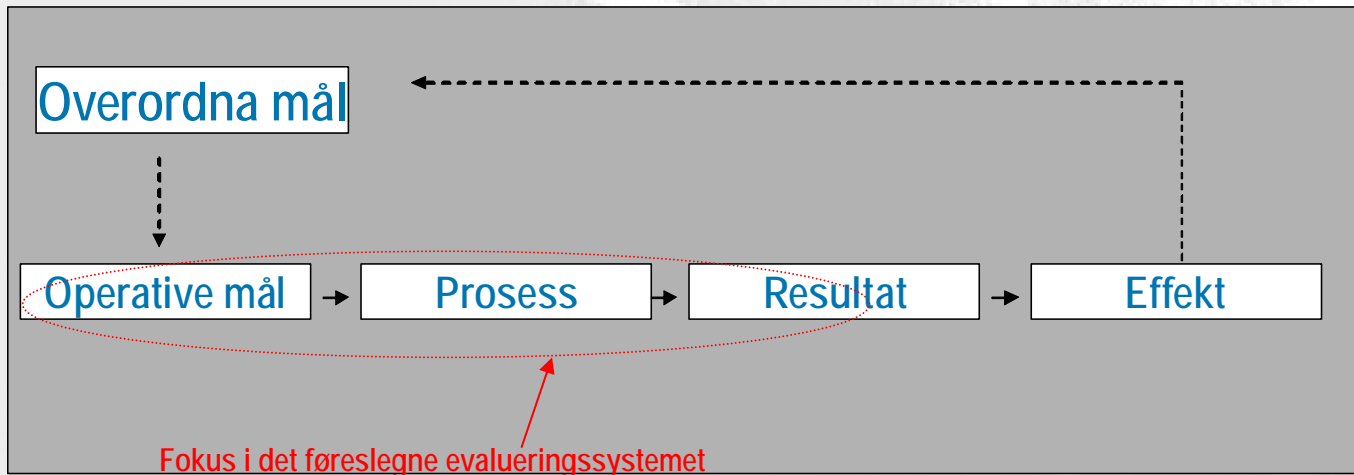 Overordna mål
Operative mål
Prosess
Resultat
Effekt
Fokus i det føreslegne evalueringssystemet